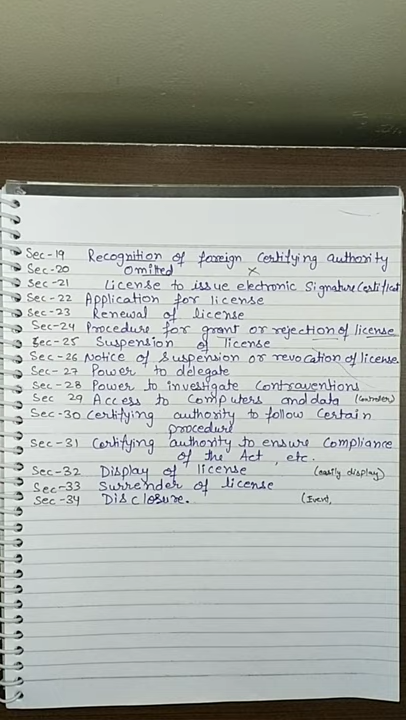 Sec-19 Recognition of foreign Certifying authority
Sec-20 Omitted ×
Sec-21 License to issue electronic Signature Certificat
Sec-22 Application for license
Sec-23 Renewal of license
Sec-24 Procedure for grant or rejection of license
Sec-25 Suspension of license
Sec-26 Notice of Suspension or revocation of license.
Sec-27 Power to delegate
Sec-28 Power to investigate Contraventions
Sec 29 Access to Computers and data
Sec-30 Certifying authority to follow Certain
procedure
Sec-31 Certifying authority to ensure Compliance
of the Act, etc.
Sec-32 Display of license (easily display)
Sec-33 Surrender of license
Sec-34 Disclosure. (Event,